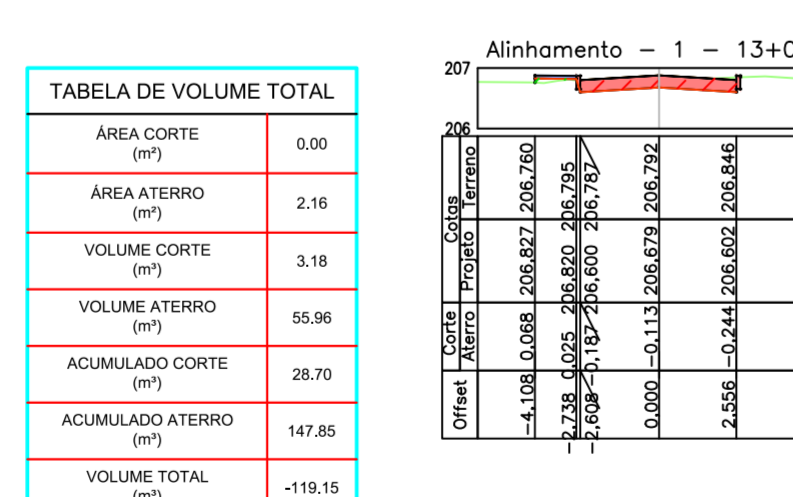 TABELA DE VOLUME TOTAL
ÁREA CORTE
(m²)
0.00
ÁREA ATERRO
(m²)
2.16
VOLUME CORTE
(m³)
3.18
VOLUME ATERRO
(m³)
55.96
ACUMULADO CORTE
(m³)
28.70
ACUMULADO ATERRO
(m³)
147.85
VOLUME TOTAL
(m³)
-119.15
Alinhamento - 1 - 13+0
207
206
Cotas
Terreno
206,760
206,795
206,787
206,792
206,846
Projeto
206,827
206,820
206,600
206,679
206,602
Corte
Aterro
0,068
0,025
-0,187
-0,113
-0,244
Offset
-4,108
-2,738
-2,608
0,000
2,556